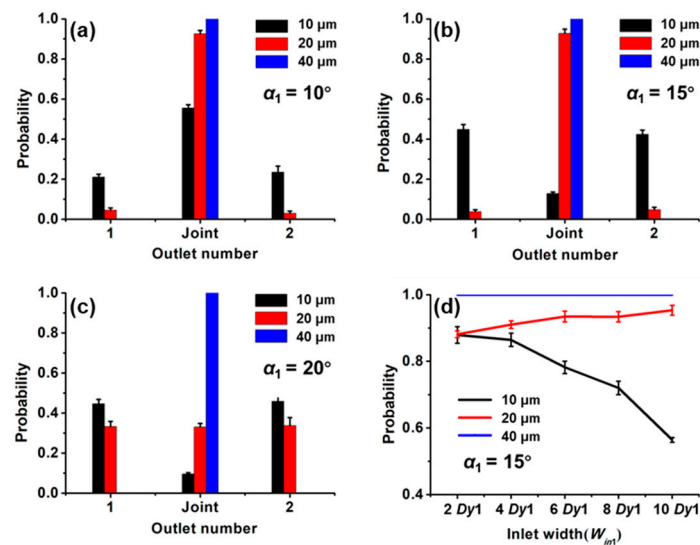 (a)
10 μm
20 μm
40 μm
α1 = 10°
Probability
1.0
0.8
0.6
0.4
0.2
0.0
1 Joint 2
Outlet number
(b)
10 μm
20 μm
40 μm
α1 = 15°
Probability
1.0
0.8
0.6
0.4
0.2
0.0
1 Joint 2
Outlet number
(c)
10 μm
20 μm
40 μm
α1 = 20°
Probability
1.0
0.8
0.6
0.4
0.2
0.0
1 Joint 2
Outlet number
(d)
10 μm
20 μm
40 μm
α1 = 15°
Probability
1.0
0.8
0.6
0.4
2 Dy1 4 Dy1 6 Dy1 8 Dy1 10 Dy1
Inlet width(Win1)